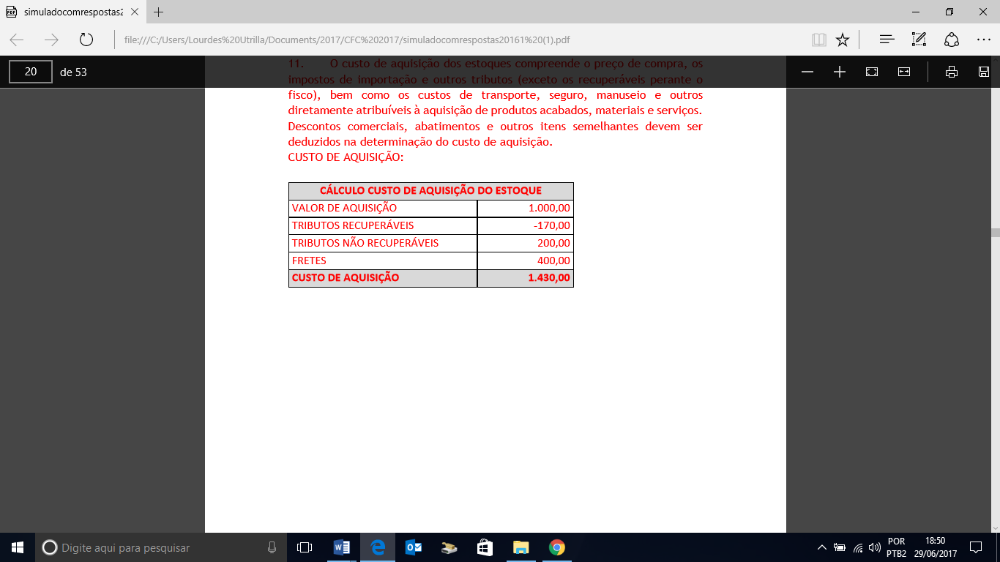 simuladocomrespostas2
file:///C:/Users/Lourdes%20Utrilla/Documents/2017/CFC%202017/simuladocomrespostas20161%20(1).pdf
20 de 53
11. O custo de aquisição dos estoques compreende o preço de compra, os
impostos de importação e outros tributos (exceto os recuperáveis perante o
fisco), bem como os custos de transporte, seguro, manuseio e outros
diretamente atribuíveis à aquisição de produtos acabados, materiais e serviços.
Descontos comerciais, abatimentos e outros itens semelhantes devem ser
deduzidos na determinação do custo de aquisição.
CUSTO DE AQUISIÇÃO:
CÁLCULO CUSTO DE AQUISIÇÃO DO ESTOQUE
VALOR DE AQUISIÇÃO 1.000,00
TRIBUTOS RECUPERÁVEIS -170,00
TRIBUTOS NÃO RECUPERÁVEIS 200,00
FRETES 400,00
CUSTO DE AQUISIÇÃO 1.430,00
Digite aqui para pesquisar
POR 18:50
PTB2 29/06/2017